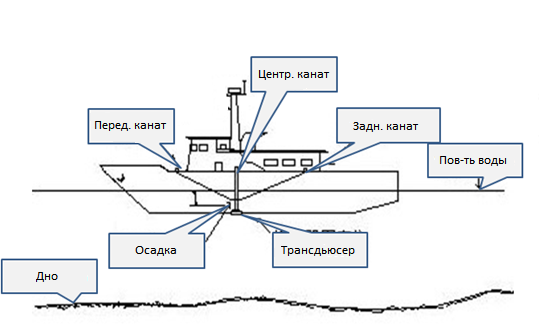 Центр. канат
Перед. канат
Задн. канат
Пов-ть воды
Осадка
Трансдьюсер
Дно